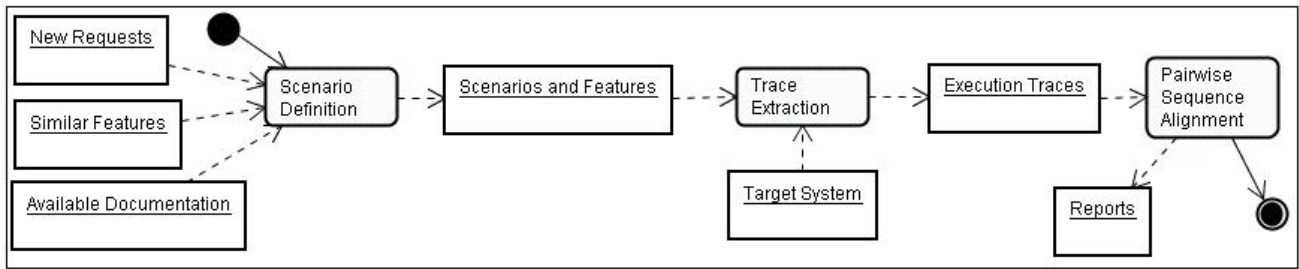 New Requests
Similar Features
Available Documentation
Scenario
Definition
Scenarios and Features
Trace
Extraction
Target System
Execution Traces
Pairwise
Sequence
Alignment
Reports